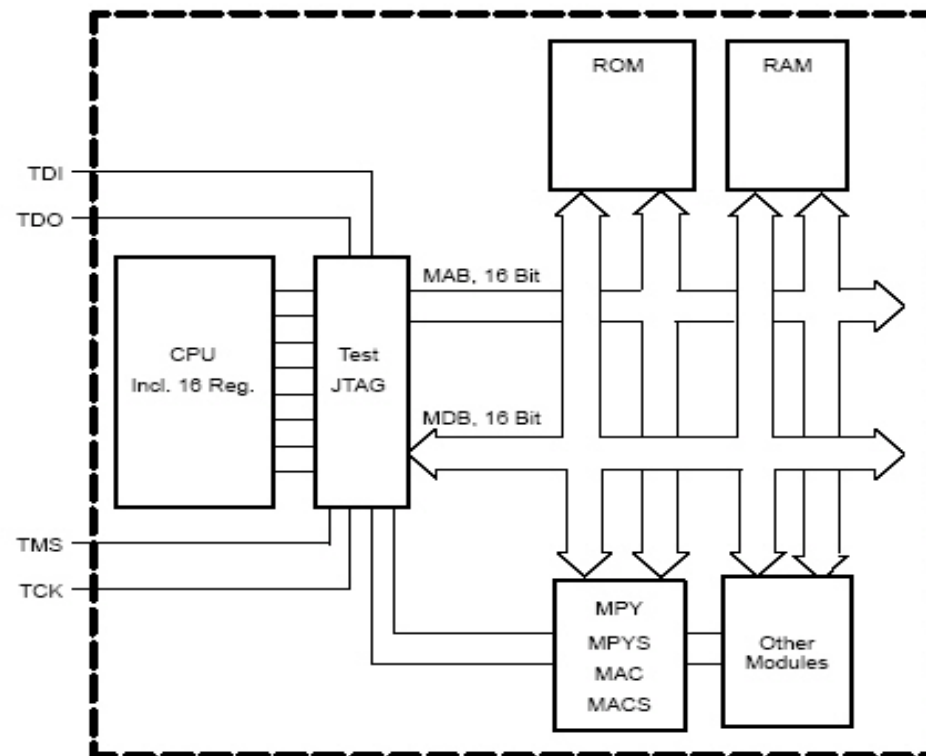 ROM
RAM
TDI
TDO
MAB, 16 Bit
CPU
Incl. 16 Reg.
Test
JTAG
MDB, 16 Bit
TMS
TCK
MPY
MPYS
MAC
MACS
Other
Modules